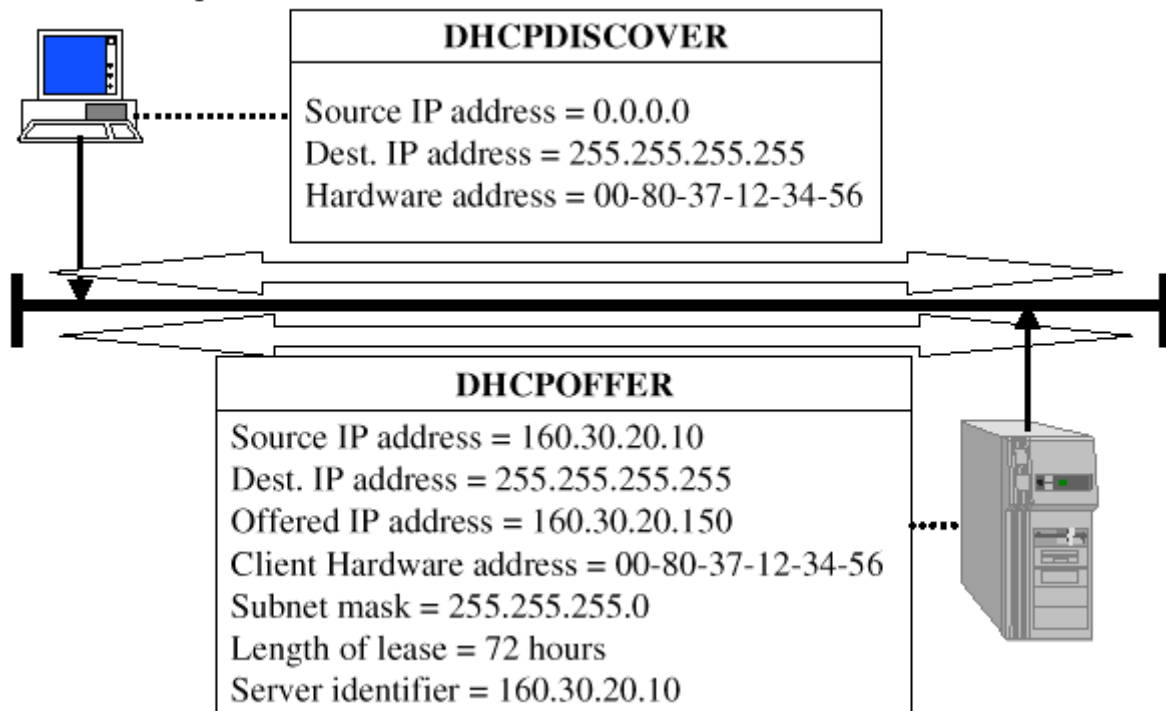 DHCPDISCOVER
Source IP address = 0.0.0.0
Dest. IP address = 255.255.255.255
Hardware address = 00-80-37-12-34-56
DHCPOFFER
Source IP address = 160.30.20.10
Dest. IP address = 255.255.255.255
Offered IP address = 160.30.20.150
Client Hardware address = 00-80-37-12-34-56
Subnet mask = 255.255.255.0
Length of lease = 72 hours
Server identifier = 160.30.20.10